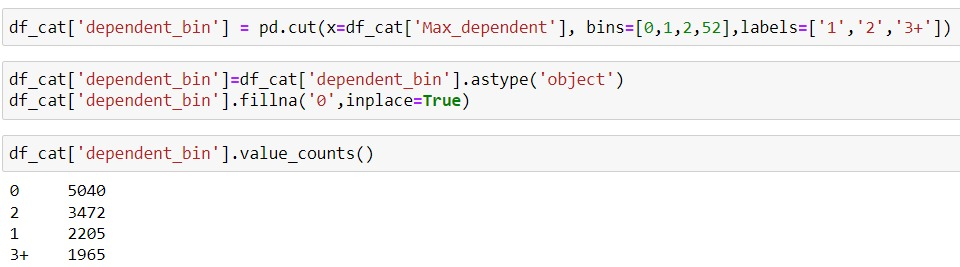 df_cat['dependent_bin'] = pd.cut(x=df_cat['Max_dependent'], bins=[0,1,2,52],labels=['1','2','3+'])
df_cat['dependent_bin']=df_cat['dependent_bin'].astype('object')
df_cat['dependent_bin'].fillna('0',inplace=True)
df_cat['dependent_bin'].value_counts()
0     5040
2     3472
1     2205
3+    1965